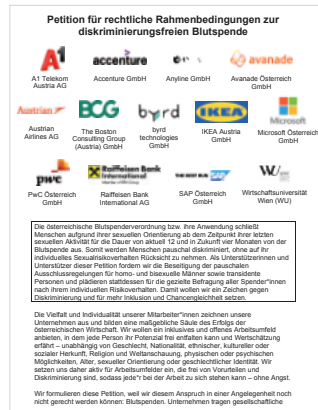 Petition für rechtliche Rahmenbedingungen zur
diskriminierungsfreien Blutspende
A1
accenture
avanade
A1 Telekom
Austria AG
Accenture GmbH
Anyline GmbH
Avanade Österreich
GmbH
Austrian
BCG
byrd
IKEA
Microsoft
Austrian
Airlines AG
The Boston
Consulting Group
(Austria) GmbH
byrd
technologies
GmbH
IKEA Austria
GmbH
Microsoft Österreich
GmbH
pwc
Raiffeisen Bank
International
THE BEST RUN SAP
WU
PwC Österreich
GmbH
Raiffeisen Bank
International AG
SAP Österreich
GmbH
Wirtschaftsuniversität
Wien (WU)
Die österreichische Blutspenderverordnung bzw. ihre Anwendung schließt
Menschen aufgrund ihrer sexuellen Orientierung ab dem Zeitpunkt ihrer letzten
sexuellen Aktivität für die Dauer von aktuell 12 und in Zukunft vier Monaten von der
Blutspende aus. Somit werden Menschen pauschal diskriminiert, ohne auf ihr
individuelles Sexualrisikoverhalten Rücksicht zu nehmen. Als Unterstützerinnen und
Unterstützer dieser Petition fordern wir die Beseitigung der pauschalen
Ausschlussregelungen für homo- und bisexuelle Männer sowie transidente
Personen und plädieren stattdessen für die gezielte Befragung aller Spender*innen
nach ihrem individuellen Risikoverhalten. Damit wollen wir ein Zeichen gegen
Diskriminierung und für mehr Inklusion und Chancengleichheit setzen.
Die Vielfalt und Individualität unserer Mitarbeiter*innen zeichnen unsere
Unternehmen aus und bilden eine maßgebliche Säule des Erfolgs der
österreichischen Wirtschaft. Wir wollen ein inklusives und offenes Arbeitsumfeld
anbieten, in dem jede Person ihr Potenzial frei entfalten kann und Wertschätzung
erfährt – unabhängig von Geschlecht, Nationalität, ethnischer, kultureller oder
sozialer Herkunft, Religion und Weltanschauung, physischen oder psychischen
Möglichkeiten, Alter, sexueller Orientierung oder geschlechtlicher Identität. Wir
setzen uns daher aktiv für Arbeitsumfelder ein, die frei von Vorurteilen und
Diskriminierung sind, sodass jede*r bei der Arbeit zu sich stehen kann – ohne Angst.
Wir formulieren diese Petition, weil wir diesem Anspruch in einer Angelegenheit noch
nicht gerecht werden können: Blutspenden. Unternehmen tragen gesellschaftliche